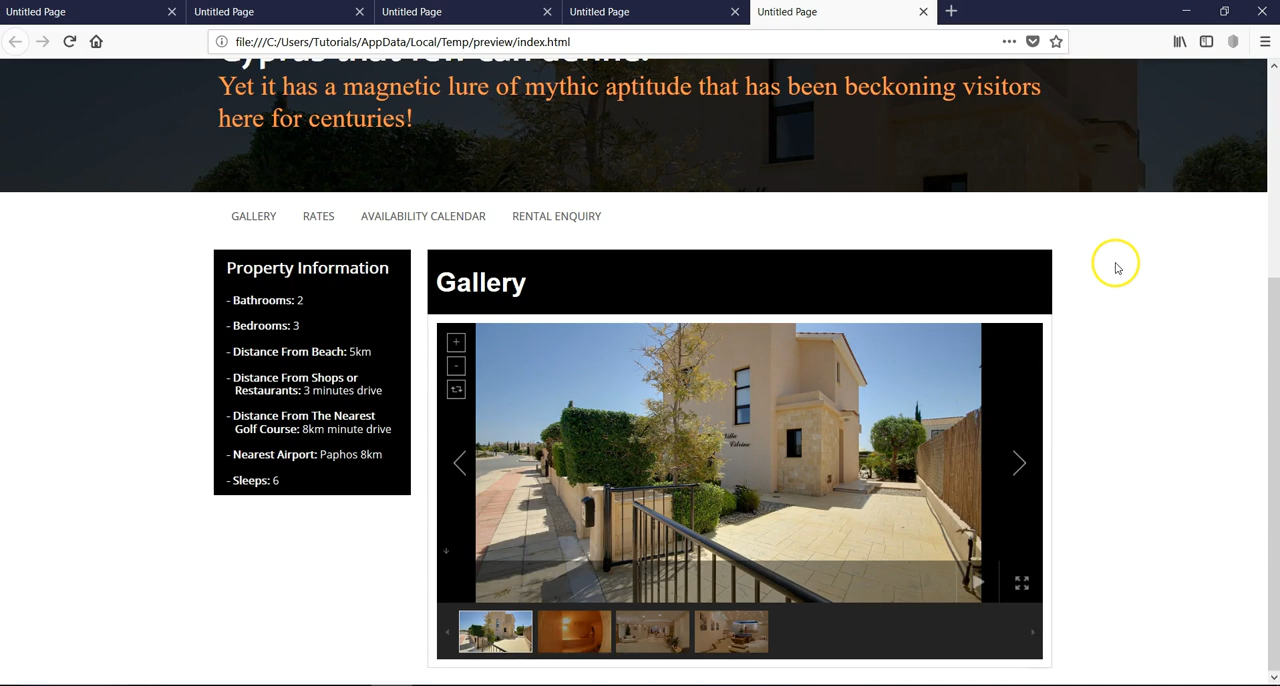 Untitled Page Untitled Page Untitled Page Untitled Page Untitled Page
file:///C:/Users/Tutorials/AppData/Local/Temp/preview/index.html
Yet it has a magnetic lure of mythic aptitude that has been beckoning visitors
here for centuries!
GALLERY RATES AVAILABILITY CALENDAR RENTAL ENQUIRY
Property Information
- Bathrooms: 2
- Bedrooms: 3
- Distance From Beach: 5km
- Distance From Shops or
Restaurants: 3 minutes drive
- Distance From The Nearest
Golf Course: 8km minute drive
- Nearest Airport: Paphos 8km
- Sleeps: 6
Gallery
Villa